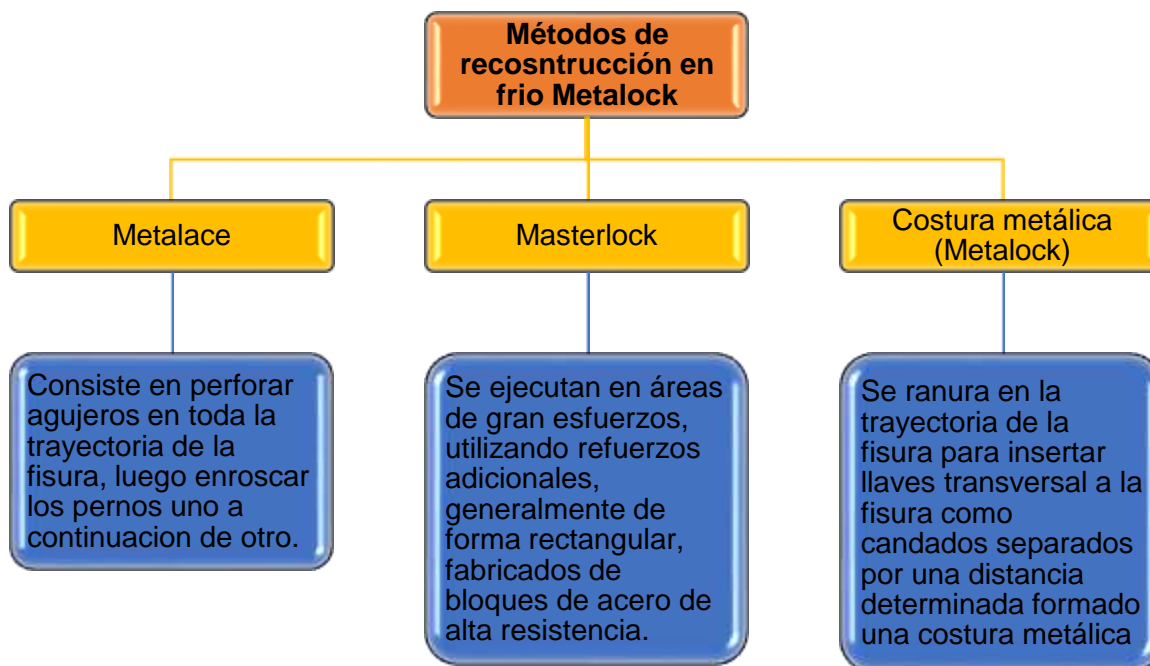 Métodos de
recosntrucción en
frio Metalock
Metalace
Masterlock
Costura metálica
(Metalock)
Consiste en perforar
agujeros en toda la
trayectoria de la
fisura, luego enroscar
los pernos uno a
continuacion de otro.
Se ejecutan en áreas
de gran esfuerzos,
utilizando refuerzos
adicionales,
generalmente de
forma rectangular,
fabricados de
bloques de acero de
alta resistencia.
Se ranura en la
trayectoria de la
fisura para insertar
llaves transversal a la
fisura como
candados separados
por una distancia
determinada formado
una costura metálica